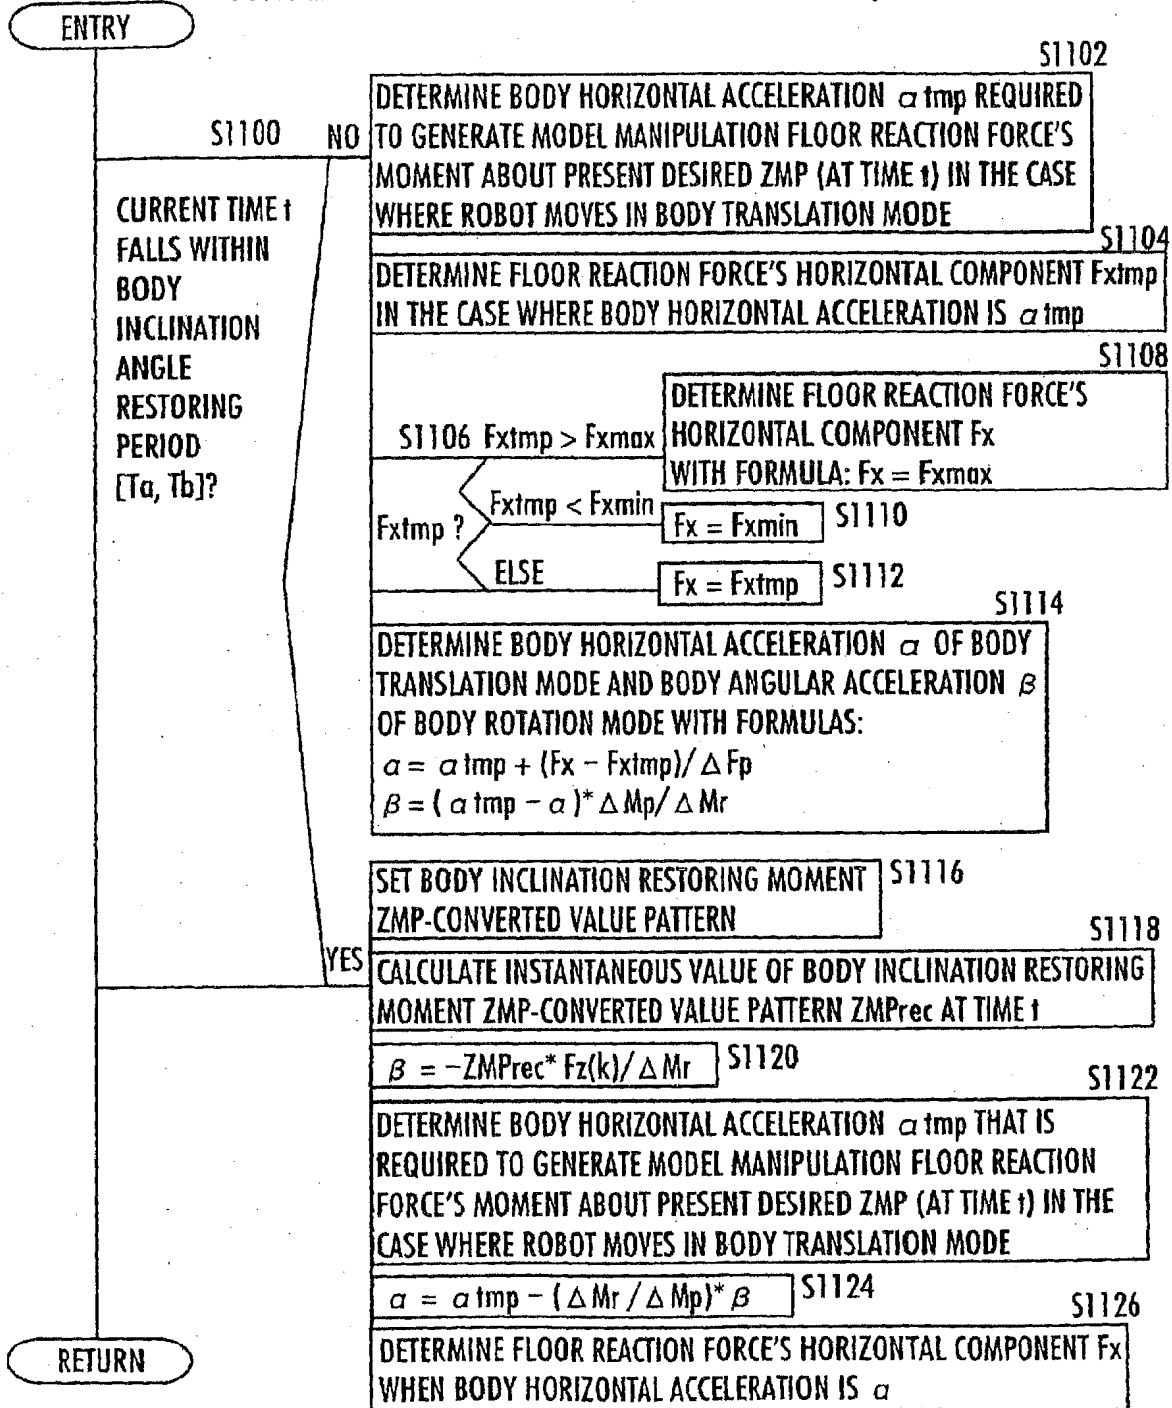 ENTRY
S1100
NO
CURRENT TIME t
FALLS WITHIN
BODY
INCLINATION
ANGLE
RESTORING
PERIOD
[Ta, Tb]?
S1102
DETERMINE BODY HORIZONTAL ACCELERATION α tmp REQUIRED
TO GENERATE MODEL MANIPULATION FLOOR REACTION FORCE'S
MOMENT ABOUT PRESENT DESIRED ZMP (AT TIME t) IN THE CASE
WHERE ROBOT MOVES IN BODY TRANSLATION MODE
S1104
DETERMINE FLOOR REACTION FORCE'S HORIZONTAL COMPONENT Fxtmp
IN THE CASE WHERE BODY HORIZONTAL ACCELERATION IS α tmp
S1106 Fxtmp > Fxmax
S1108
DETERMINE FLOOR REACTION FORCE'S
HORIZONTAL COMPONENT Fx
WITH FORMULA: Fx = Fxmax
Fxtmp ?
Fxtmp < Fxmin
Fx = Fxmin
S1110
ELSE
Fx = Fxtmp
S1112
S1114
DETERMINE BODY HORIZONTAL ACCELERATION α OF BODY
TRANSLATION MODE AND BODY ANGULAR ACCELERATION β
OF BODY ROTATION MODE WITH FORMULAS:
α = α tmp + (Fx - Fxtmp)/ΔFp
β = ( α tmp - α )* ΔMp/ΔMr
YES
SET BODY INCLINATION RESTORING MOMENT
ZMP-CONVERTED VALUE PATTERN
S1116
S1118
CALCULATE INSTANTANEOUS VALUE OF BODY INCLINATION RESTORING
MOMENT ZMP-CONVERTED VALUE PATTERN ZMPrec AT TIME t
β = -ZMPrec* Fz(k)/ΔMr
S1120
S1122
DETERMINE BODY HORIZONTAL ACCELERATION α tmp THAT IS
REQUIRED TO GENERATE MODEL MANIPULATION FLOOR REACTION
FORCE'S MOMENT ABOUT PRESENT DESIRED ZMP (AT TIME t) IN THE
CASE WHERE ROBOT MOVES IN BODY TRANSLATION MODE
α = α tmp - (ΔMr /ΔMp)* β
S1124
S1126
DETERMINE FLOOR REACTION FORCE'S HORIZONTAL COMPONENT Fx
WHEN BODY HORIZONTAL ACCELERATION IS α
RETURN